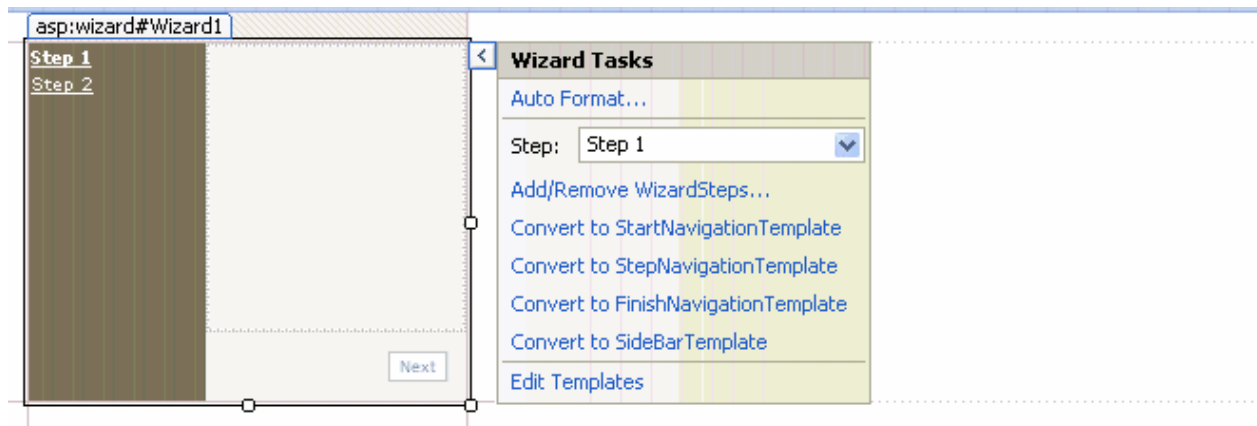 asp:wizard#Wizard1
Step 1
Step 2
Next
<
Wizard Tasks
Auto Format...
Step: Step 1
Add/Remove WizardSteps...
Convert to StartNavigationTemplate
Convert to StepNavigationTemplate
Convert to FinishNavigationTemplate
Convert to SideBarTemplate
Edit Templates